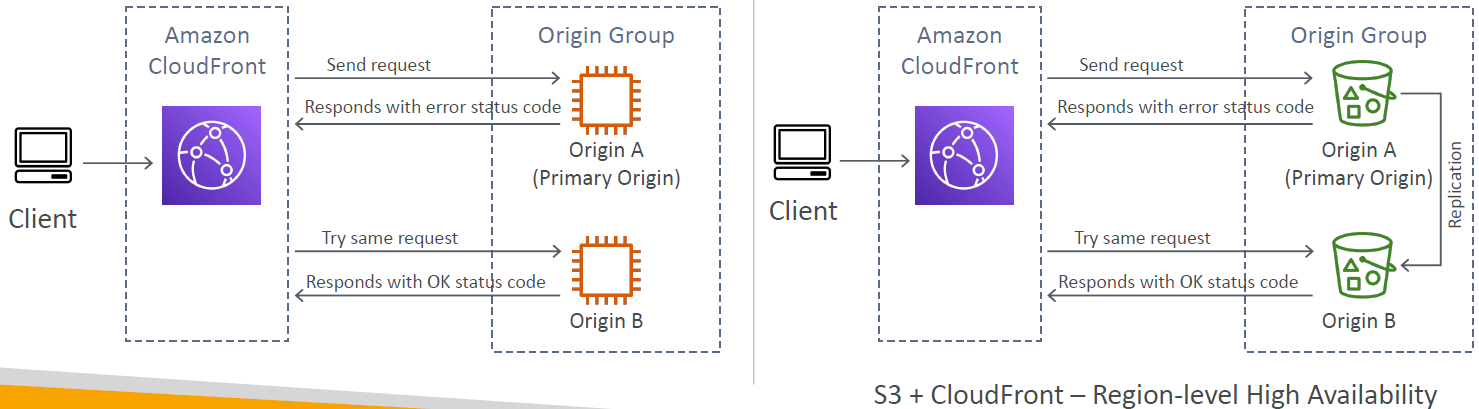 Amazon
CloudFront
Origin Group
Send request
Responds with error status code
Origin A
(Primary Origin)
Client
Try same request
Responds with OK status code
Origin B
Amazon
CloudFront
Origin Group
Send request
Responds with error status code
Origin A
(Primary Origin)
Replication
Client
Try same request
Responds with OK status code
Origin B
S3 + CloudFront – Region-level High Availability